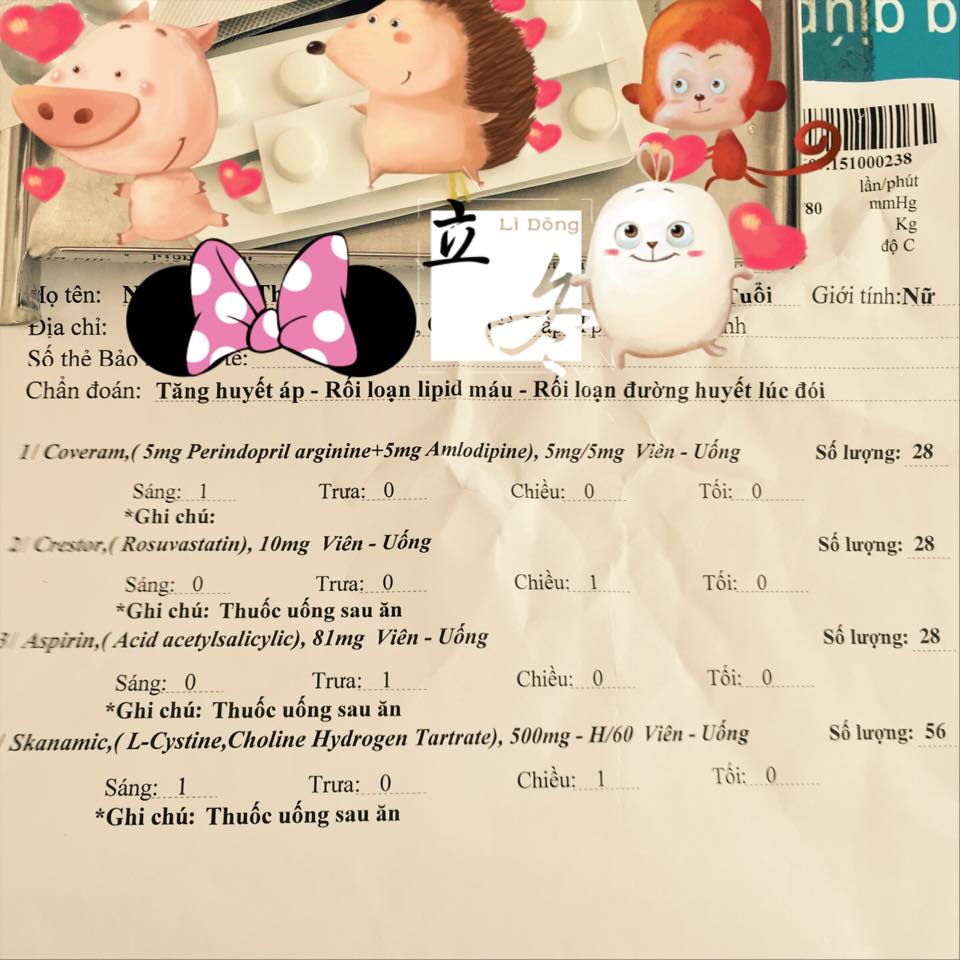 151000238
lần/phút
/80 mmHg
Kg
độ C
立
Lì Dōng
冬
Họ tên: Tuổi Giới tính:Nữ
Địa chỉ:
Số thẻ Bảo tế:
Chẩn đoán: Tăng huyết áp - Rối loạn lipid máu - Rối loạn đường huyết lúc đói
1/ Coveram,( 5mg Perindopril arginine+5mg Amlodipine), 5mg/5mg Viên - Uống Số lượng: 28
Sáng: 1 Trưa: 0 Chiều: 0 Tối: 0
*Ghi chú:
2/ Crestor,( Rosuvastatin), 10mg Viên - Uống Số lượng: 28
Sáng: 0 Trưa: 0 Chiều: 1 Tối: 0
*Ghi chú: Thuốc uống sau ăn
3/ Aspirin,( Acid acetylsalicylic), 81mg Viên - Uống Số lượng: 28
Sáng: 0 Trưa: 1 Chiều: 0 Tối: 0
*Ghi chú: Thuốc uống sau ăn
/ Skanamic,( L-Cystine,Choline Hydrogen Tartrate), 500mg - H/60 Viên - Uống Số lượng: 56
Sáng: 1 Trưa: 0 Chiều: 1 Tối: 0
*Ghi chú: Thuốc uống sau ăn